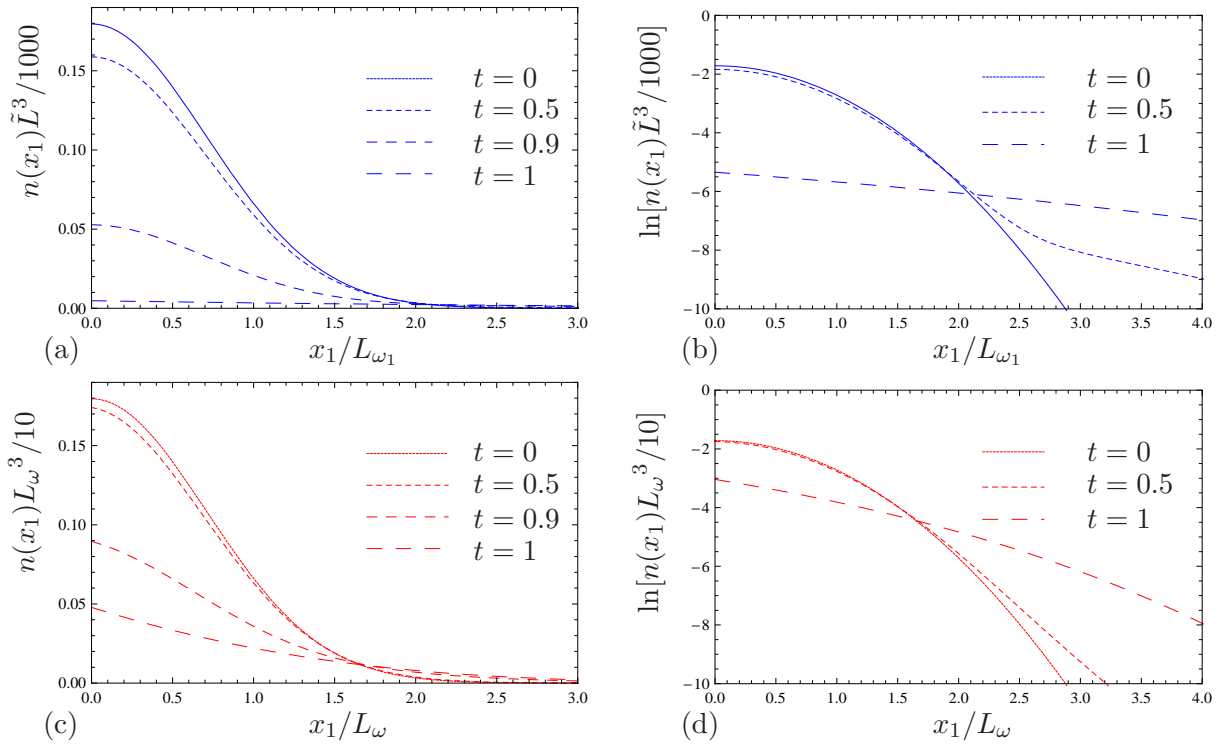 n(x₁)L̃³/1000
0.15
0.10
0.05
0.00
t = 0
t = 0.5
t = 0.9
t = 1
0.0 0.5 1.0 1.5 2.0 2.5 3.0
(a) x₁/L_ω₁
ln[n(x₁)L̃³/1000]
0
−2
−4
−6
−8
−10
t = 0
t = 0.5
t = 1
0.0 0.5 1.0 1.5 2.0 2.5 3.0 3.5 4.0
(b) x₁/L_ω₁
n(x₁)L_ω³/10
0.15
0.10
0.05
0.00
t = 0
t = 0.5
t = 0.9
t = 1
0.0 0.5 1.0 1.5 2.0 2.5 3.0
(c) x₁/L_ω
ln[n(x₁)L_ω³/10]
0
−2
−4
−6
−8
−10
t = 0
t = 0.5
t = 1
0.0 0.5 1.0 1.5 2.0 2.5 3.0 3.5 4.0
(d) x₁/L_ω